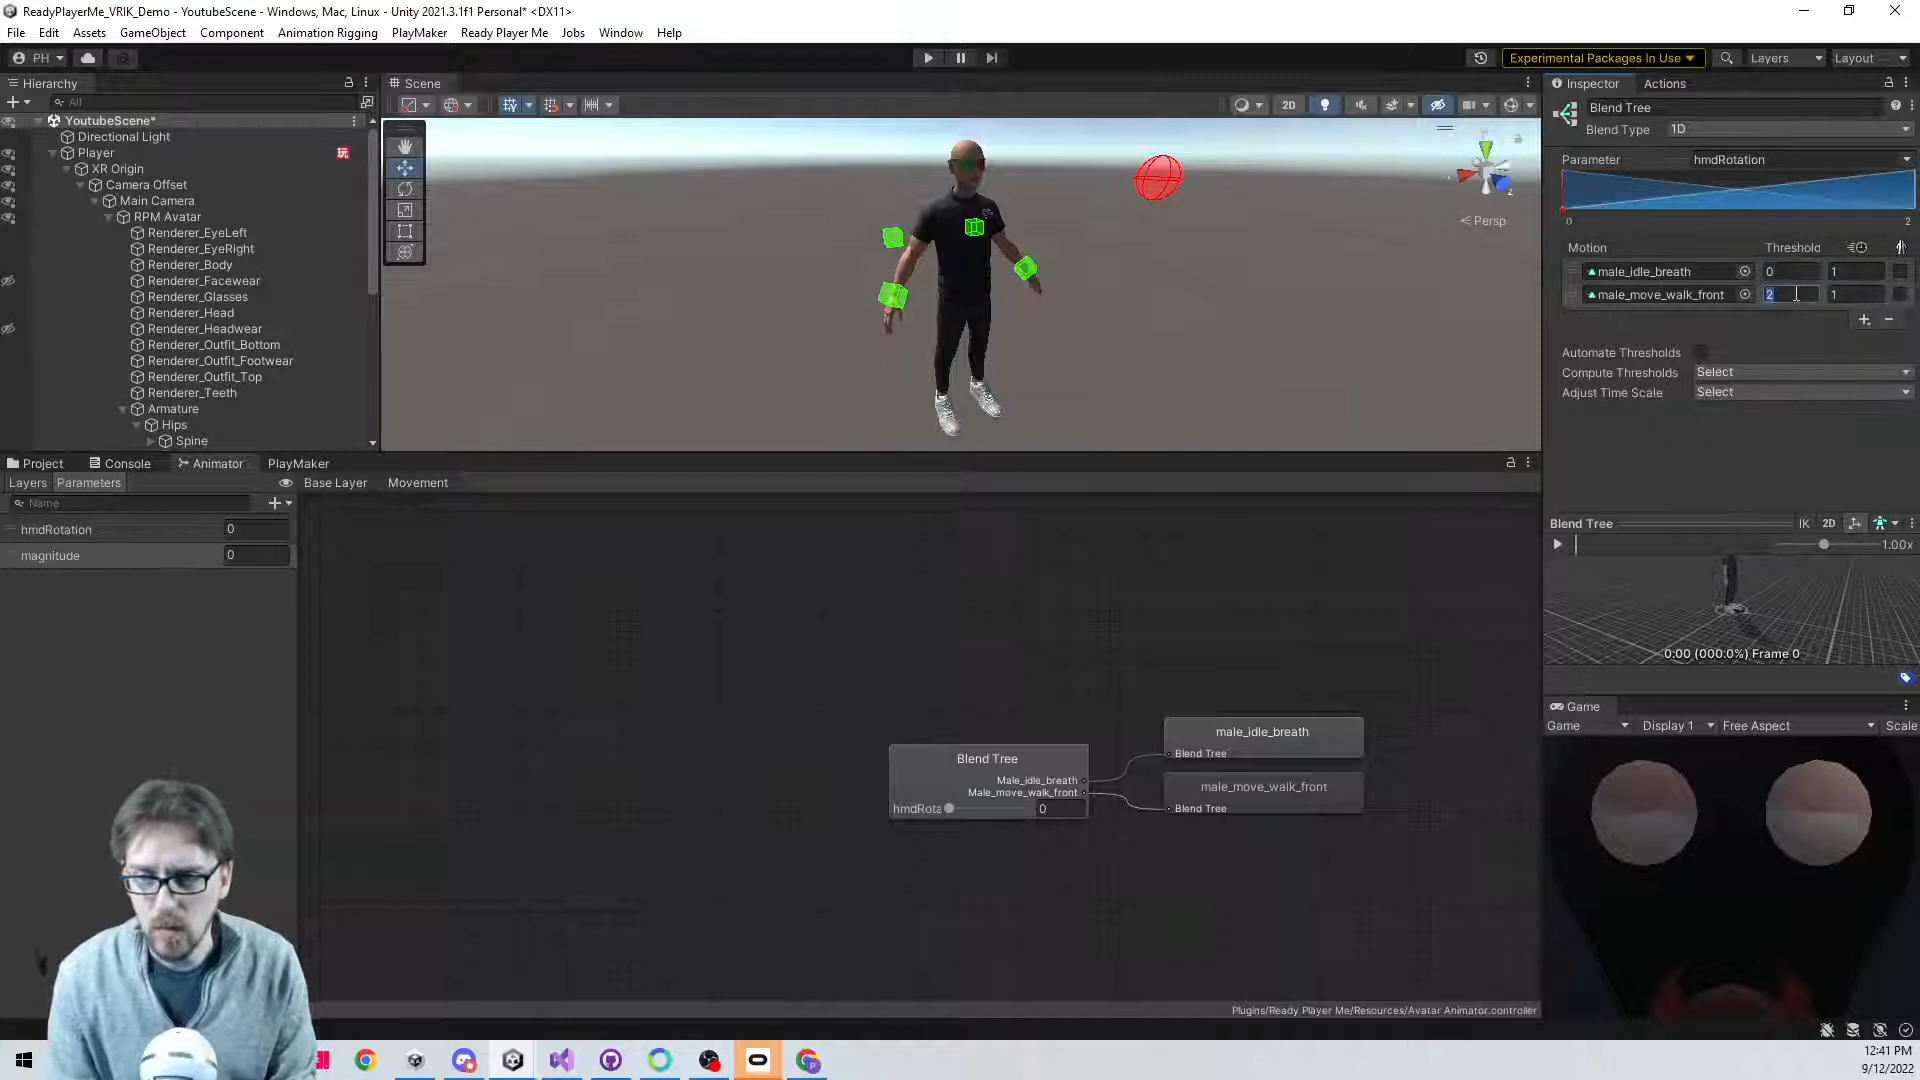 ReadyPlayerMe_VRIK_Demo - YoutubeScene - Windows, Mac, Linux - Unity 2021.3.1f1 Personal* <DX11>
File Edit Assets GameObject Component Animation Rigging PlayMaker Ready Player Me Jobs Window Help
PH Experimental Packages In Use Layers Layout
Hierarchy
All
YoutubeScene*
Directional Light
Player
XR Origin
Camera Offset
Main Camera
RPM Avatar
Renderer_EyeLeft
Renderer_EyeRight
Renderer_Body
Renderer_Facewear
Renderer_Glasses
Renderer_Head
Renderer_Headwear
Renderer_Outfit_Bottom
Renderer_Outfit_Footwear
Renderer_Outfit_Top
Renderer_Teeth
Armature
Hips
Spine
Scene
2D
z
Persp
Inspector Actions
Blend Tree
Blend Type 1D
Parameter hmdRotation
0 2
Motion Threshold
male_idle_breath 0 1
male_move_walk_front 2 1
Automate Thresholds
Compute Thresholds Select
Adjust Time Scale Select
Project Console Animator PlayMaker
Layers Parameters Base Layer Movement
Name
hmdRotation 0
magnitude 0
Blend Tree
Male_idle_breath
Male_move_walk_front
hmdRota 0
male_idle_breath
Blend Tree
male_move_walk_front
Blend Tree
Plugins/Ready Player Me/Resources/Avatar Animator.controller
Blend Tree IK 2D
1.00x
0:00 (000.0%) Frame 0
Game
Game Display 1 Free Aspect Scale
12:41 PM
9/12/2022